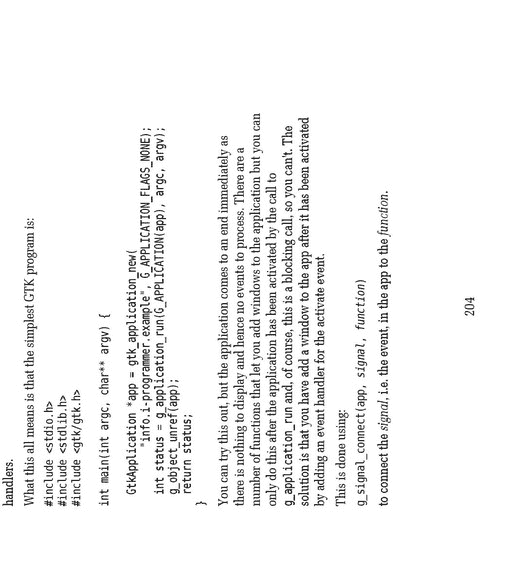 handlers.
What this all means is that the simplest GTK program is:
#include <stdio.h>
#include <stdlib.h>
#include <gtk/gtk.h>
int main(int argc, char** argv) {
GtkApplication *app = gtk_application_new(
"info.i-programmer.example", G_APPLICATION_FLAGS_NONE);
int status = g_application_run(G_APPLICATION(app), argc, argv);
g_object_unref(app);
return status;
}
You can try this out, but the application comes to an end immediately as
there is nothing to display and hence no events to process. There are a
number of functions that let you add windows to the application but you can
only do this after the application has been activated by the call to
g_application_run and, of course, this is a blocking call, so you can't. The
solution is that you have add a window to the app after it has been activated
by adding an event handler for the activate event.
This is done using:
g_signal_connect(app, signal, function)
to connect the signal, i.e. the event, in the app to the function.
204